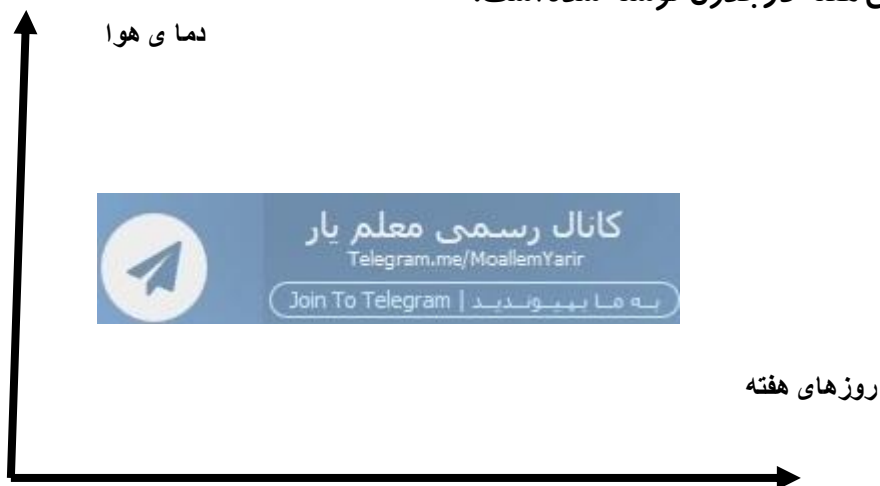 دما ی هوا
کانال رسمی معلم یار
Telegram.me/MoallemYarir
به ما بپیوندید | Join To Telegram
روزهای هفته